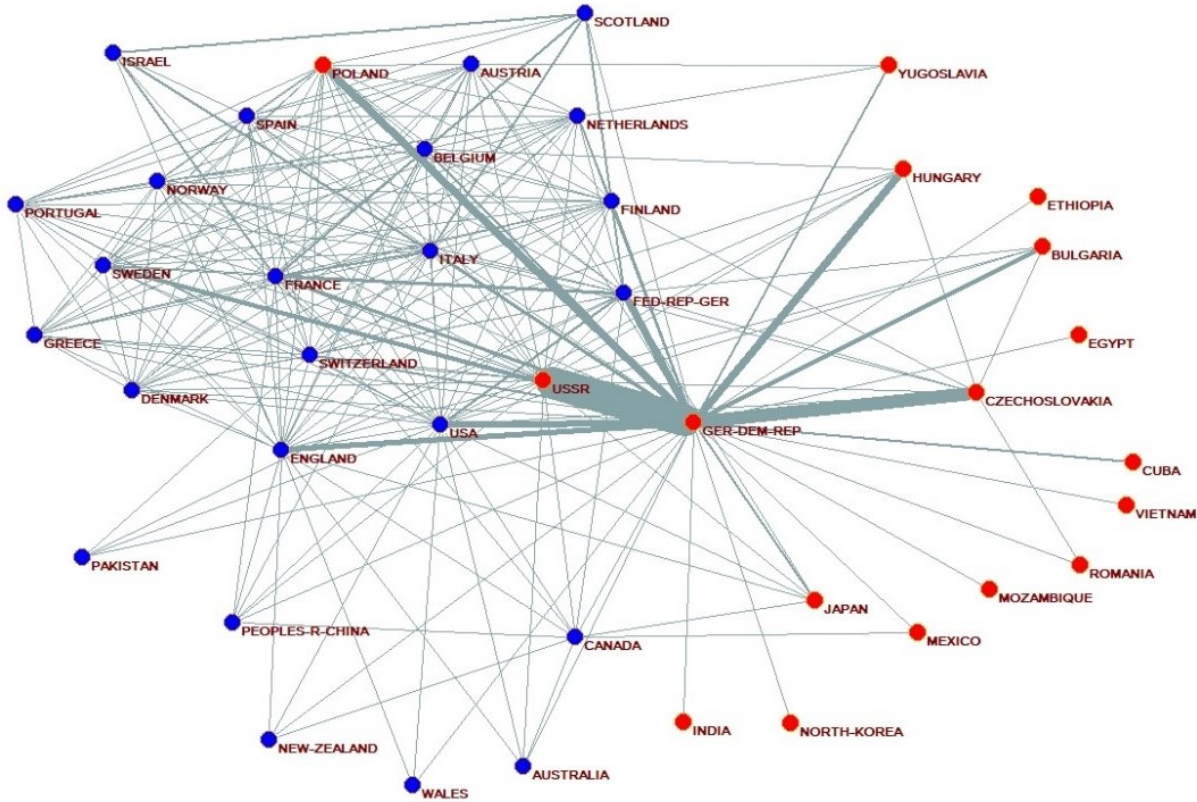 SCOTLAND
ISRAEL
POLAND
AUSTRIA
YUGOSLAVIA
SPAIN
NETHERLANDS
BELGIUM
HUNGARY
NORWAY
ETHIOPIA
PORTUGAL
FINLAND
BULGARIA
ITALY
SWEDEN
FRANCE
FED-REP-GER
GREECE
EGYPT
SWITZERLAND
USSR
DENMARK
CZECHOSLOVAKIA
USA
GER-DEM-REP
ENGLAND
CUBA
VIETNAM
PAKISTAN
ROMANIA
MOZAMBIQUE
JAPAN
PEOPLES-R-CHINA
MEXICO
CANADA
INDIA
NORTH-KOREA
NEW-ZEALAND
AUSTRALIA
WALES